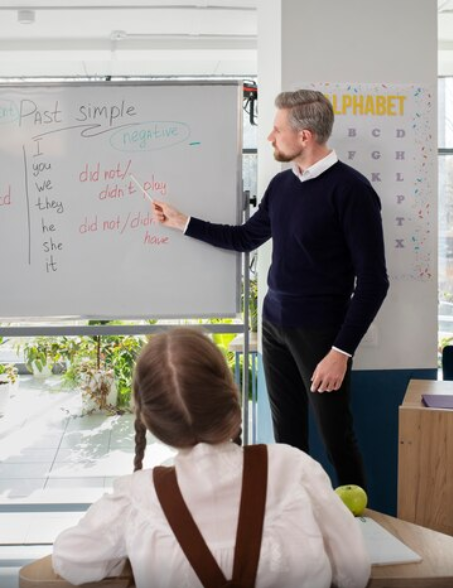 Past simple
negative
I
you
we
they
he
she
it
did not/
didn't play
did not/didn
have
ALPHABET
B C D
F G H
K L
P
T
X